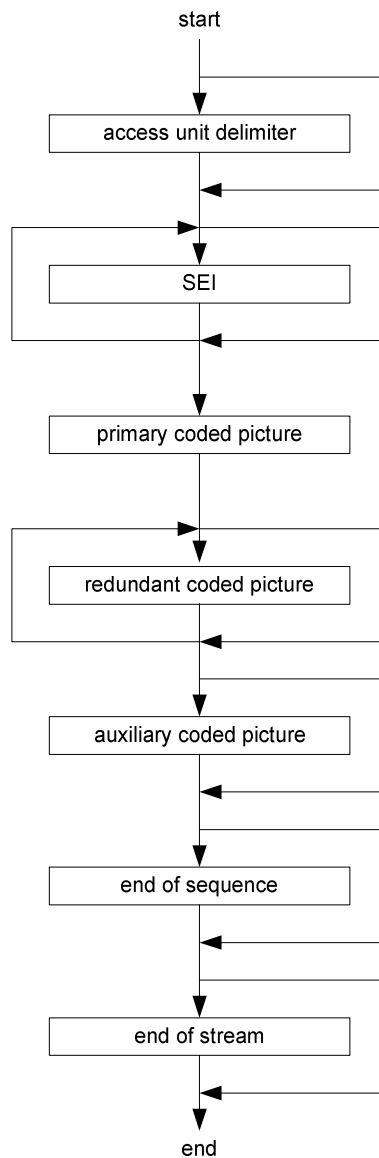 start
access unit delimiter
SEI
primary coded picture
redundant coded picture
auxiliary coded picture
end of sequence
end of stream
end